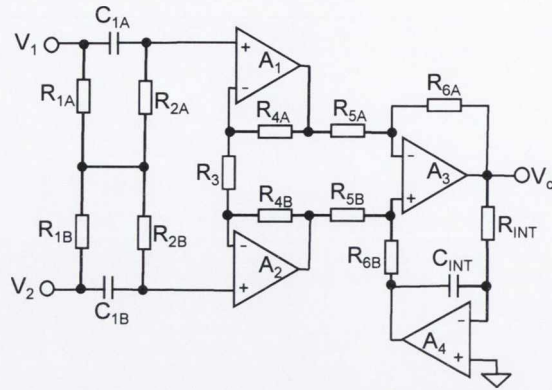 C1A
V1
A1
R1A
R2A
R4A
R5A
R6A
R3
A3
Vo
R4B
R5B
R1B
R2B
RINT
R6B
CINT
V2
A2
C1B
A4